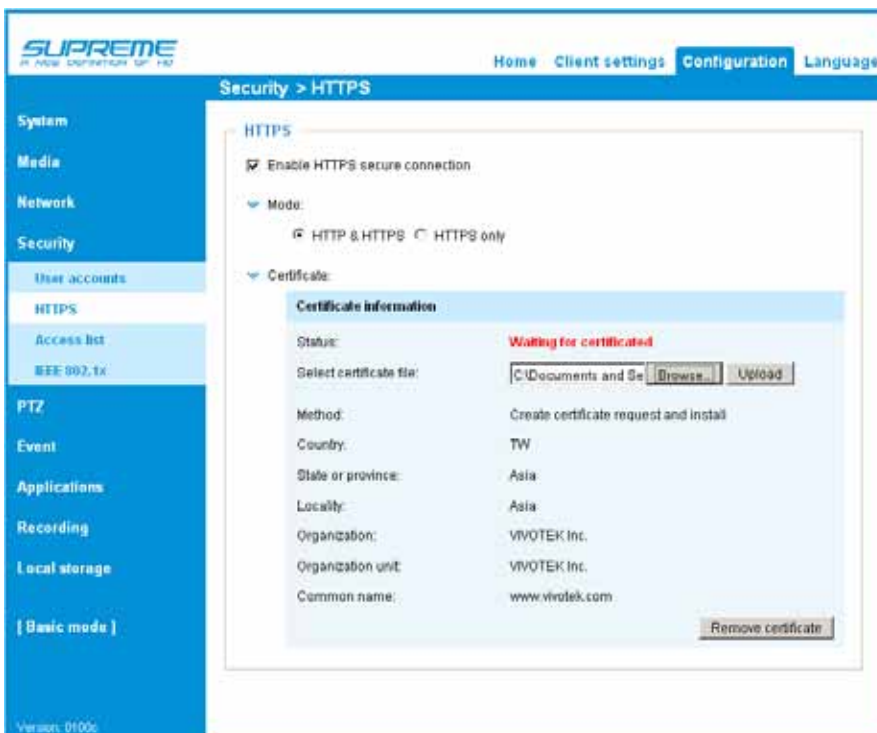 SUPREME
A NEW DEFINITION OF HD
Home Client settings Configuration Language
Security > HTTPS
System
Media
Network
Security
User accounts
HTTPS
Access list
IEEE 802.1x
PTZ
Event
Applications
Recording
Local storage
[ Basic mode ]
Version: 0100c
HTTPS
Enable HTTPS secure connection
Mode:
HTTP & HTTPS HTTPS only
Certificate:
Certificate information
Status: Waiting for certificated
Select certificate file: C:\Documents and Se Browse... Upload
Method: Create certificate request and install
Country: TW
State or province: Asia
Locality: Asia
Organization: VIVOTEK Inc.
Organization unit: VIVOTEK Inc.
Common name: www.vivotek.com
Remove certificate